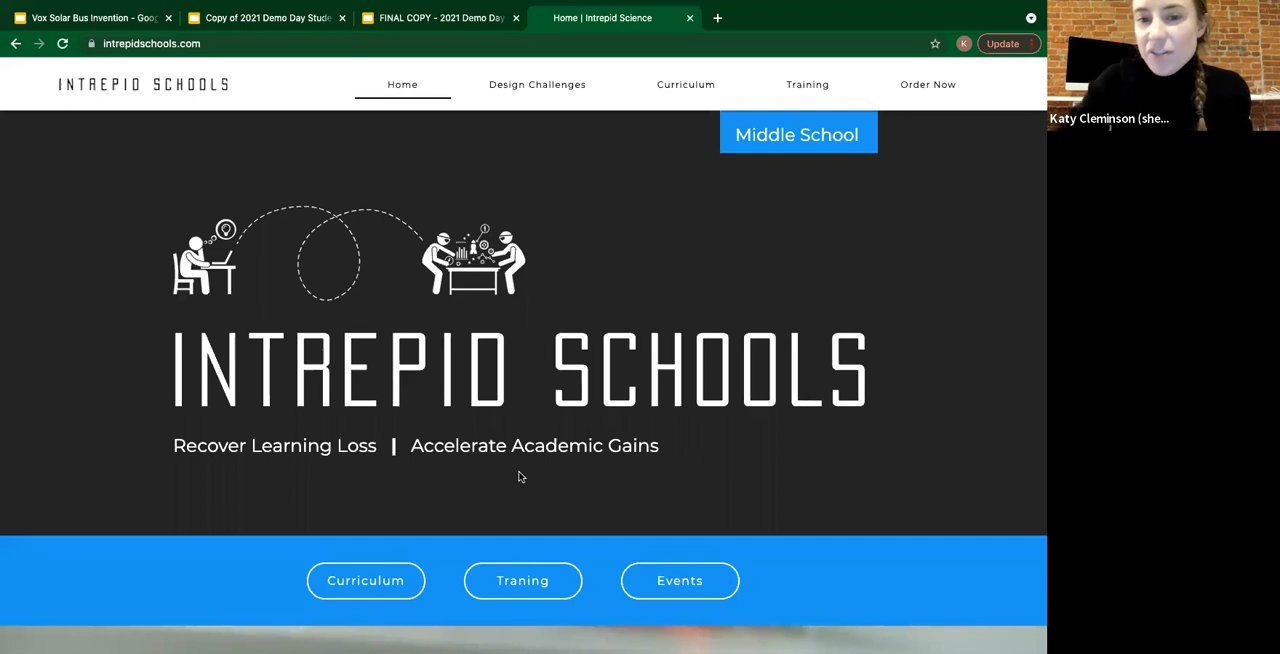 Vox Solar Bus Invention - Goog
Copy of 2021 Demo Day Stude
FINAL COPY - 2021 Demo Day
Home | Intrepid Science
intrepidschools.com
K
Update
INTREPID SCHOOLS
Home
Design Challenges
Curriculum
Training
Order Now
Katy Cleminson (she...
Middle School
INTREPID SCHOOLS
Recover Learning Loss | Accelerate Academic Gains
Curriculum
Traning
Events